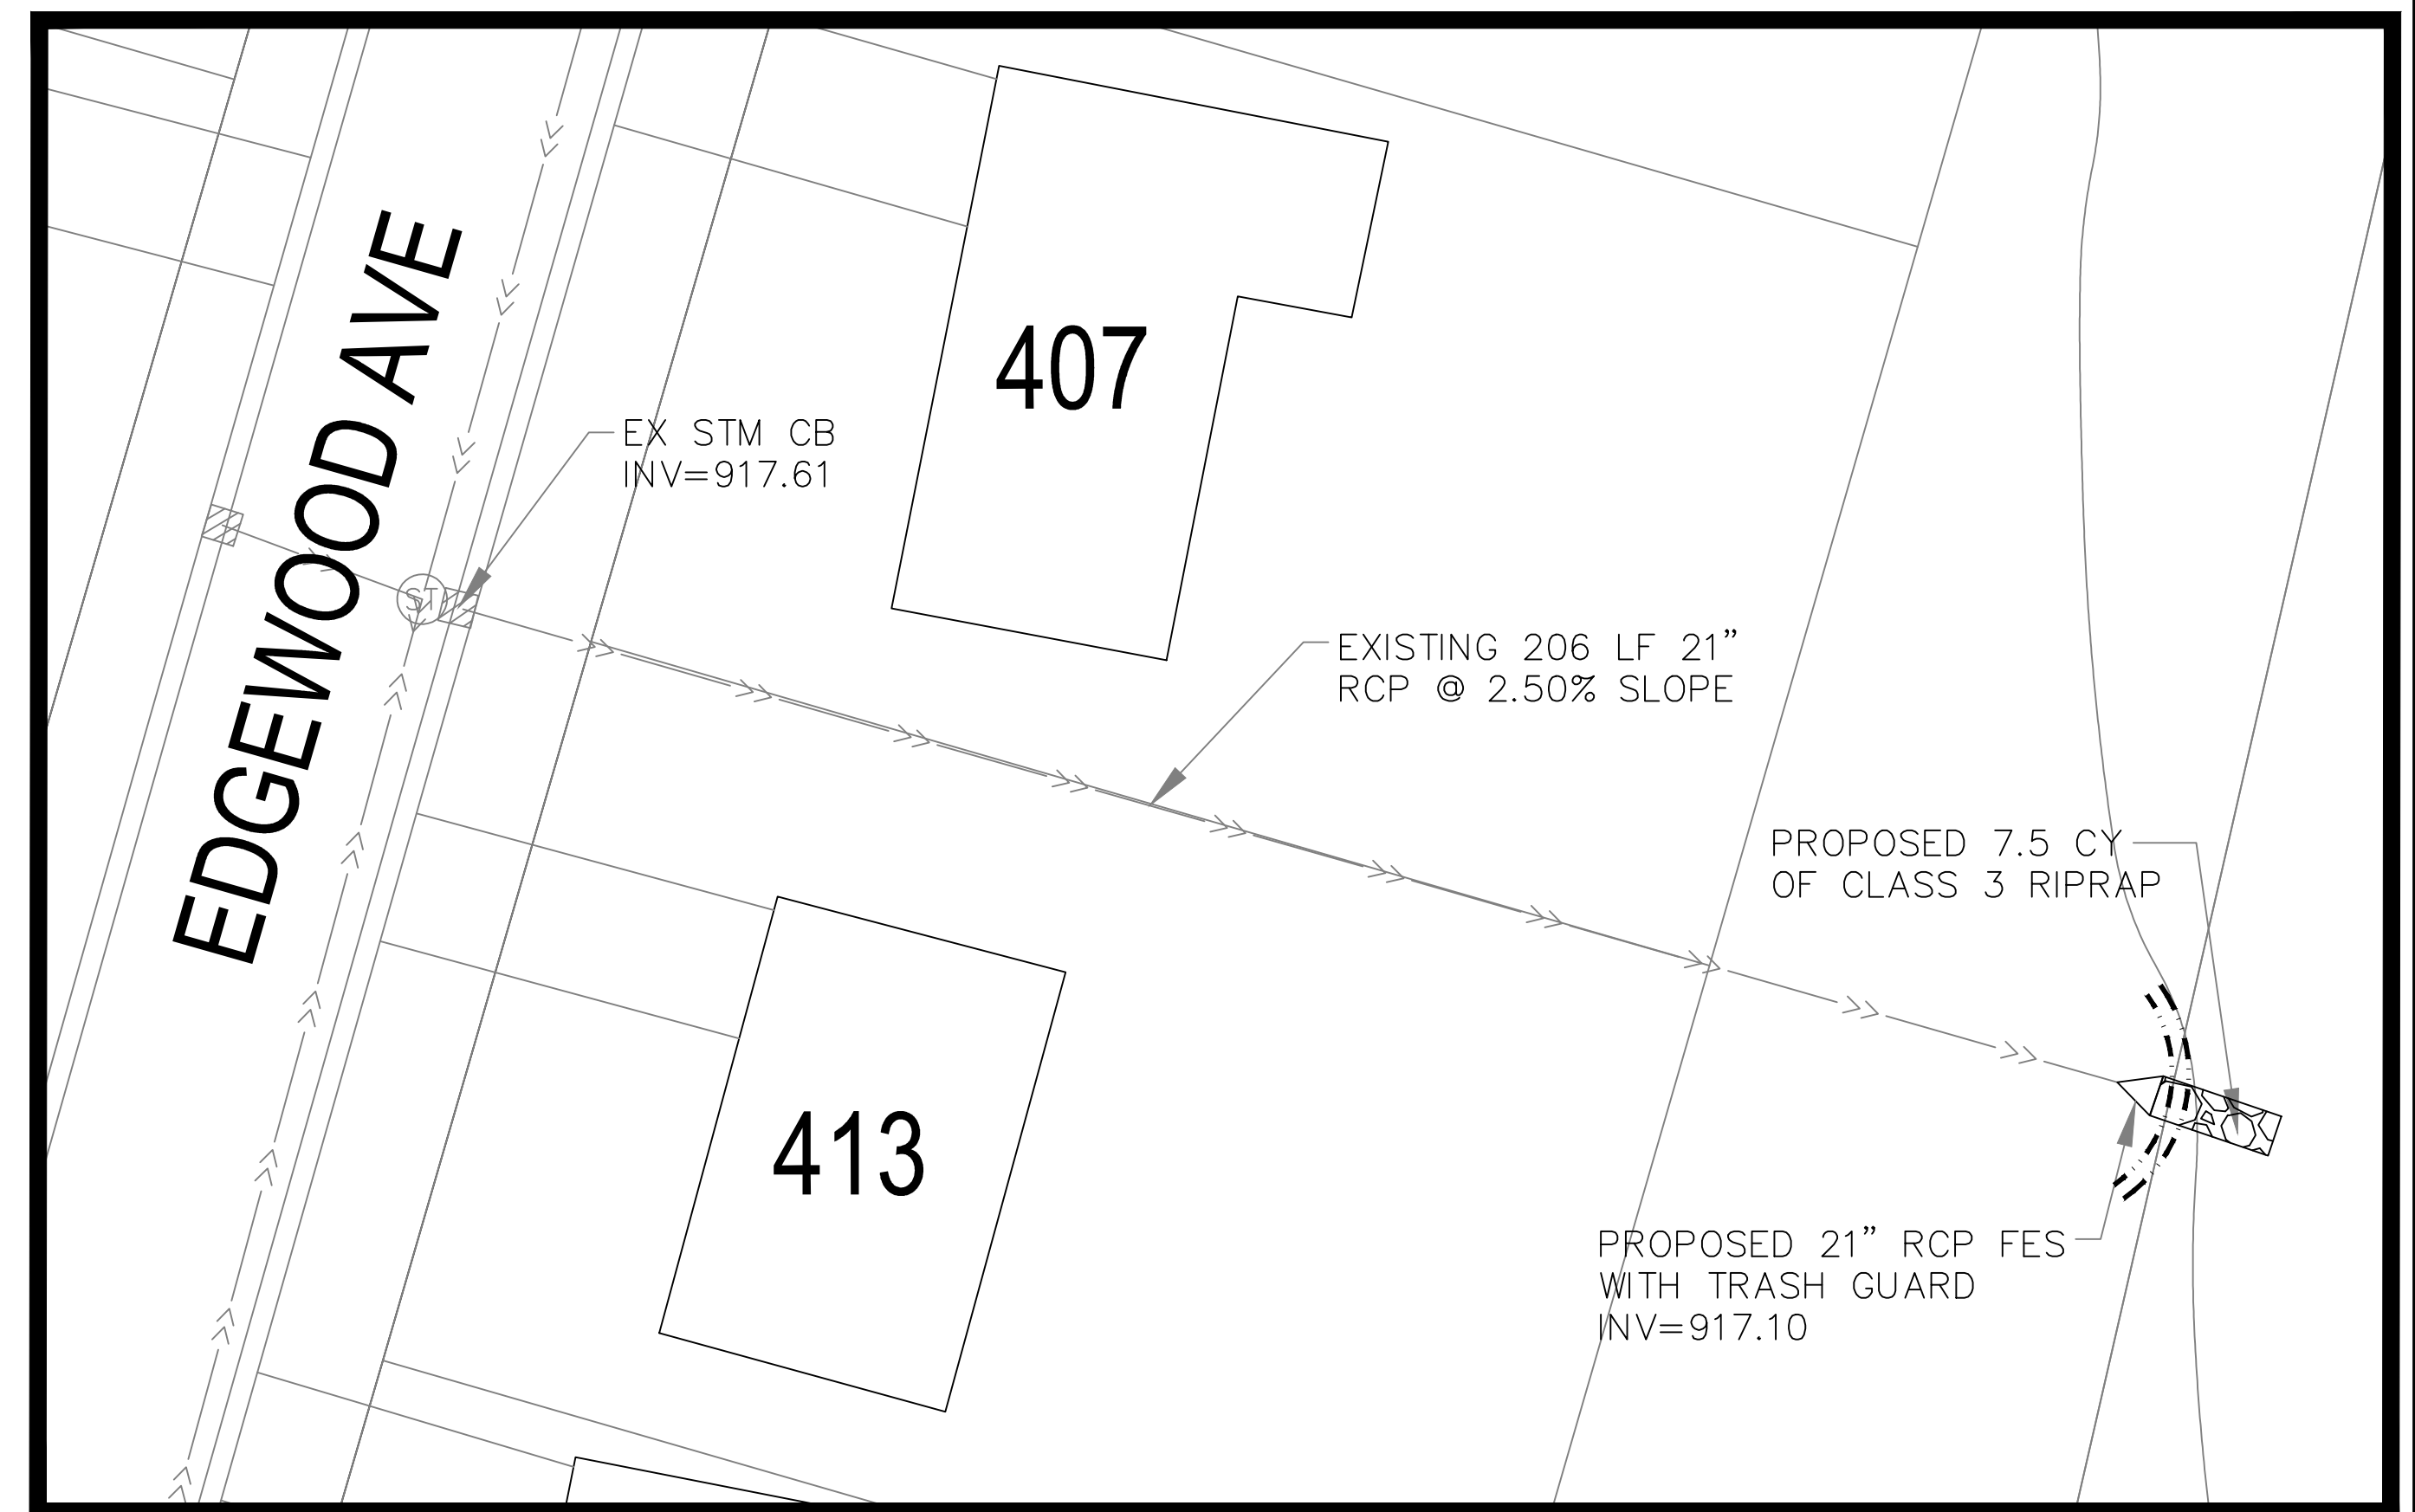 EDGEWOOD AVE
407
EX STM CB
INV=917.61
ST
EXISTING 206 LF 21”
RCP @ 2.50% SLOPE
PROPOSED 7.5 CY
OF CLASS 3 RIPRAP
413
PROPOSED 21” RCP FES
WITH TRASH GUARD
INV=917.10